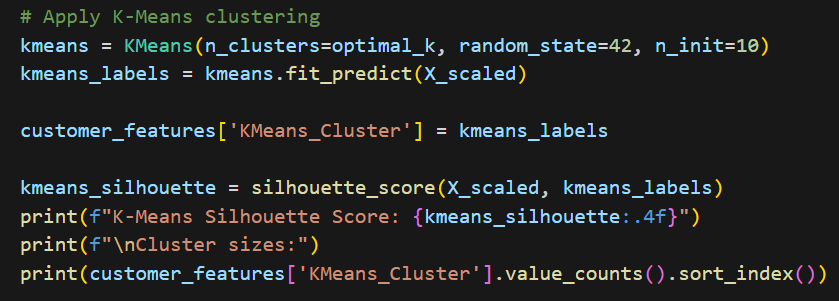 # Apply K-Means clustering
kmeans = KMeans(n_clusters=optimal_k, random_state=42, n_init=10)
kmeans_labels = kmeans.fit_predict(X_scaled)
customer_features['KMeans_Cluster'] = kmeans_labels
kmeans_silhouette = silhouette_score(X_scaled, kmeans_labels)
print(f"K-Means Silhouette Score: {kmeans_silhouette:.4f}")
print(f"\nCluster sizes:")
print(customer_features['KMeans_Cluster'].value_counts().sort_index())